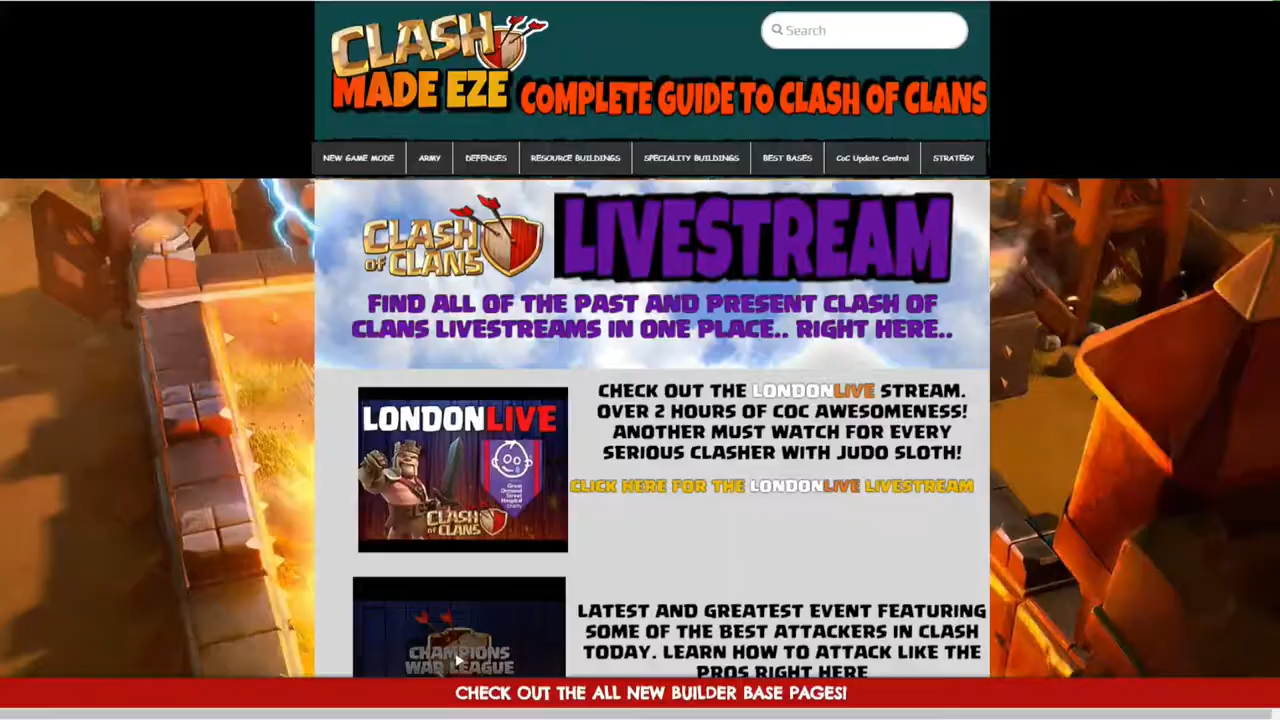 CLASH
MADE EZE
COMPLETE GUIDE TO CLASH OF CLANS
Search
NEW GAME MODE
ARMY
DEFENSES
RESOURCE BUILDINGS
SPECIALITY BUILDINGS
BEST BASES
CoC Update Central
STRATEGY
CLASH
OF CLANS
LIVESTREAM
FIND ALL OF THE PAST AND PRESENT CLASH OF
CLANS LIVESTREAMS IN ONE PLACE.. RIGHT HERE..
LONDONLIVE
Great
Ormond
Street
Hospital
Charity
CLASH
OF CLANS
CHECK OUT THE LONDONLIVE STREAM.
OVER 2 HOURS OF COC AWESOMENESS!
ANOTHER MUST WATCH FOR EVERY
SERIOUS CLASHER WITH JUDO SLOTH!
CLICK HERE FOR THE LONDONLIVE LIVESTREAM
CHAMPIONS
WAR LEAGUE
LATEST AND GREATEST EVENT FEATURING
SOME OF THE BEST ATTACKERS IN CLASH
TODAY. LEARN HOW TO ATTACK LIKE THE
PROS RIGHT HERE
CHECK OUT THE ALL NEW BUILDER BASE PAGES!